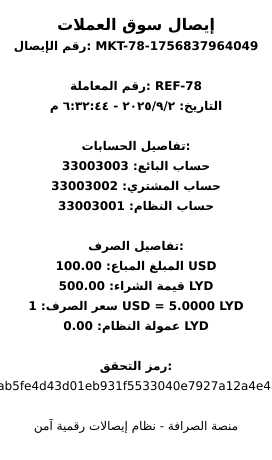 إيصال سوق العملات
رقم الإيصال: MKT-78-1756837964049
رقم المعاملة: REF-78
التاريخ: ٢٠٢٥/٩/٢ - ٦:٣٢:٤٤ م
تفاصيل الحسابات:
حساب البائع: 33003003
حساب المشتري: 33003002
حساب النظام: 33003001
تفاصيل الصرف:
المبلغ المباع: 100.00 USD
قيمة الشراء: 500.00 LYD
سعر الصرف: 1 USD = 5.0000 LYD
عمولة النظام: 0.00 LYD
رمز التحقق:
ab5fe4d43d01eb931f5533040e7927a12a4e4
منصة الصرافة - نظام إيصالات رقمية آمن